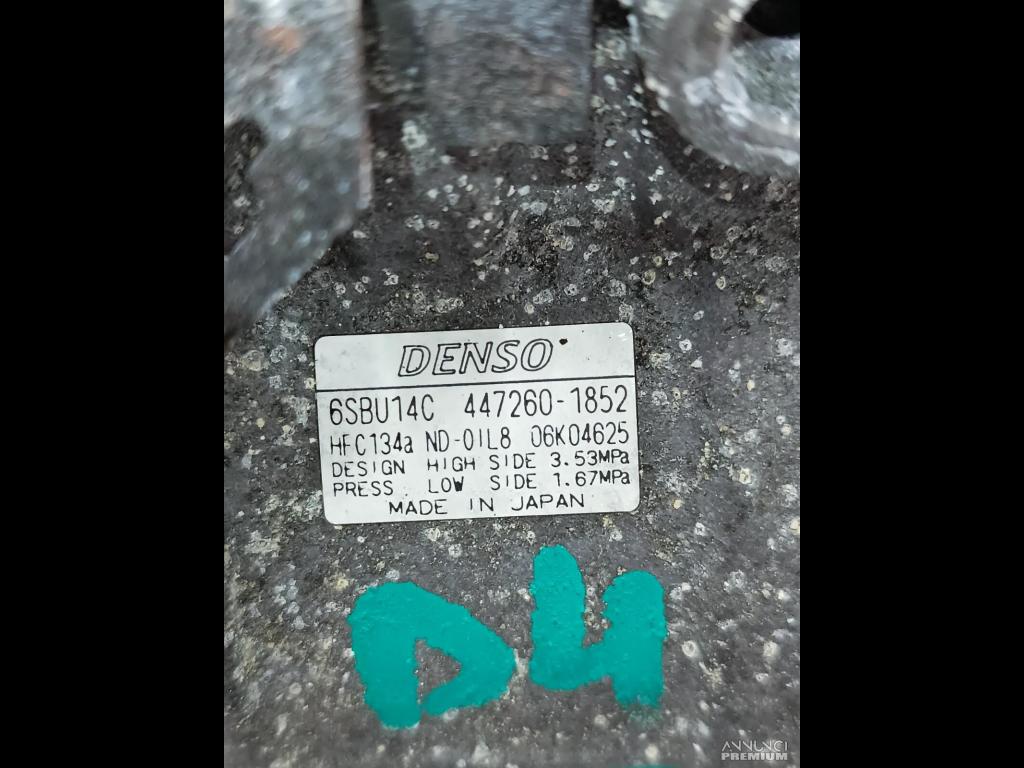 DENSO
6SBU14C 447260-1852
HFC134a ND-OIL8 06K04625
DESIGN HIGH SIDE 3.53MPa
PRESS. LOW SIDE 1.67MPa
MADE IN JAPAN
D4
ANNUNCI
PREMIUM